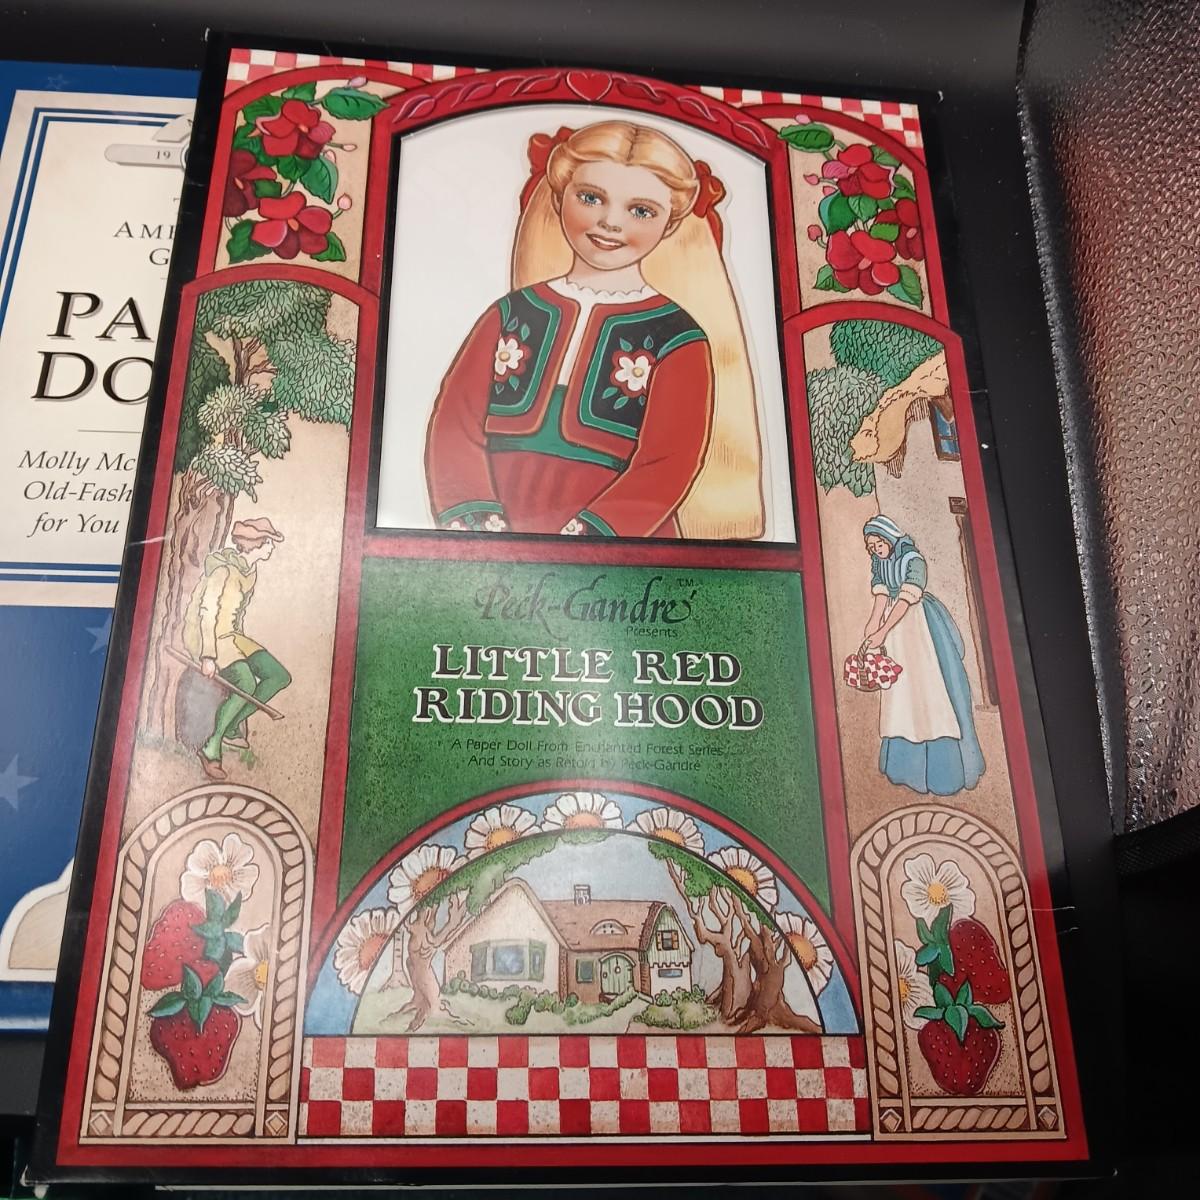 19
AME
G
PA
DO
Molly Mc
Old-Fash
for You
Peck-Gandré™
Presents
LITTLE RED
RIDING HOOD
A Paper Doll From Enchanted Forest Series
And Story as Retold by Peck-Gandré